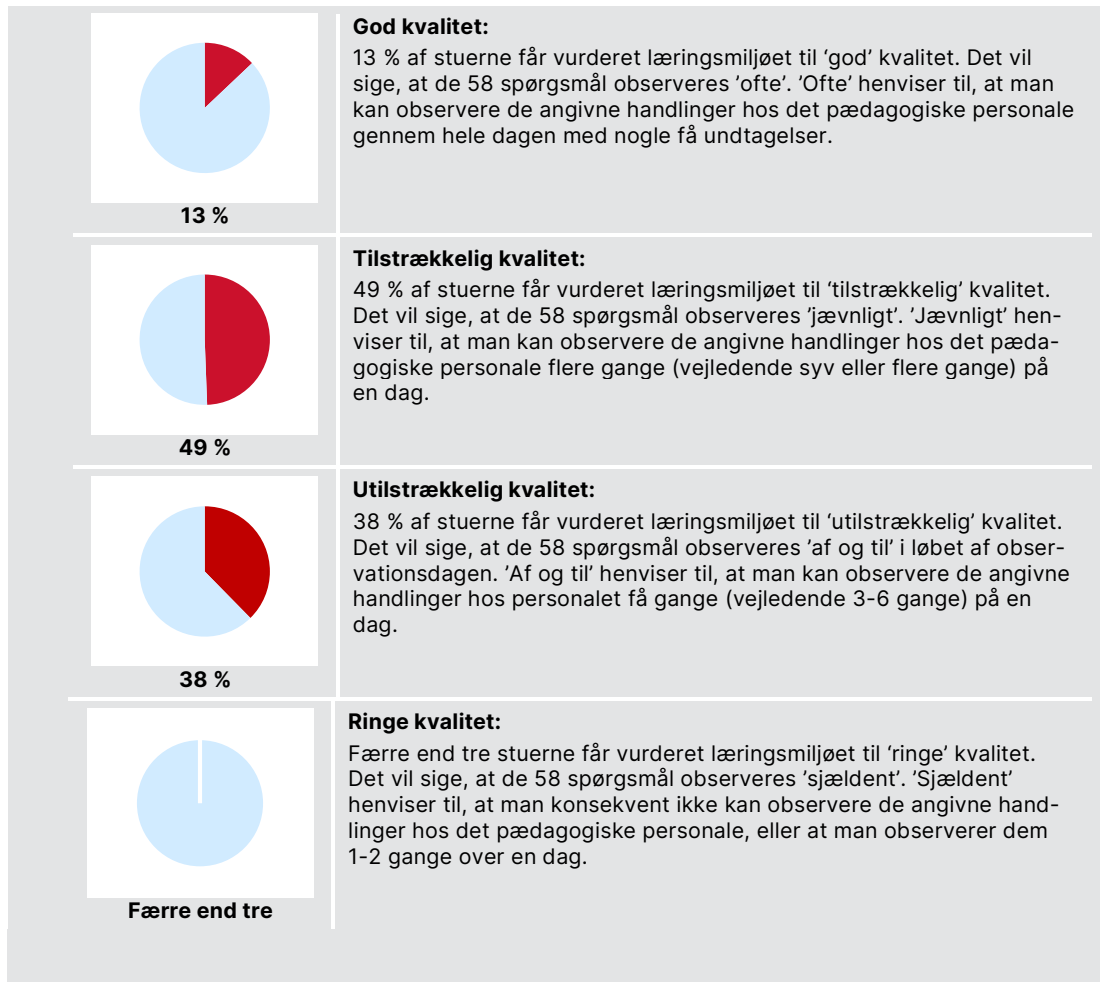 God kvalitet:
13 % af stuerne får vurderet læringsmiljøet til ‘god’ kvalitet. Det vil
sige, at de 58 spørgsmål observeres ’ofte’. ’Ofte’ henviser til, at man
kan observere de angivne handlinger hos det pædagogiske personale
gennem hele dagen med nogle få undtagelser.
13 %
Tilstrækkelig kvalitet:
49 % af stuerne får vurderet læringsmiljøet til ‘tilstrækkelig’ kvalitet.
Det vil sige, at de 58 spørgsmål observeres ’jævnligt’. ’Jævnligt’ hen-
viser til, at man kan observere de angivne handlinger hos det pæda-
gogiske personale flere gange (vejledende syv eller flere gange) på
en dag.
49 %
Utilstrækkelig kvalitet:
38 % af stuerne får vurderet læringsmiljøet til ‘utilstrækkelig’ kvalitet.
Det vil sige, at de 58 spørgsmål observeres ’af og til’ i løbet af obser-
vationsdagen. ’Af og til’ henviser til, at man kan observere de angivne
handlinger hos personalet få gange (vejledende 3-6 gange) på en
dag.
38 %
Ringe kvalitet:
Færre end tre stuerne får vurderet læringsmiljøet til ‘ringe’ kvalitet.
Det vil sige, at de 58 spørgsmål observeres ’sjældent’. ’Sjældent’
henviser til, at man konsekvent ikke kan observere de angivne hand-
linger hos det pædagogiske personale, eller at man observerer dem
1-2 gange over en dag.
Færre end tre